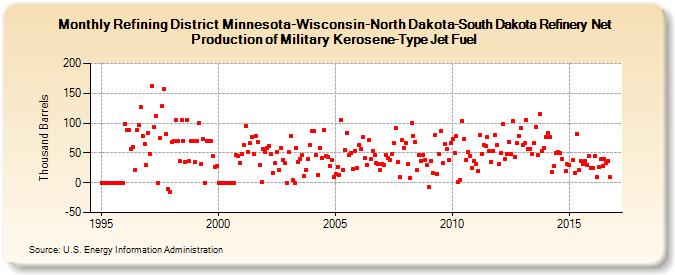 Monthly Refining District Minnesota-Wisconsin-North Dakota-South Dakota Refinery Net
Production of Military Kerosene-Type Jet Fuel
Thousand Barrels
200
150
100
50
0
-50
1995
2000
2005
2010
2015
Source: U.S. Energy Information Administration